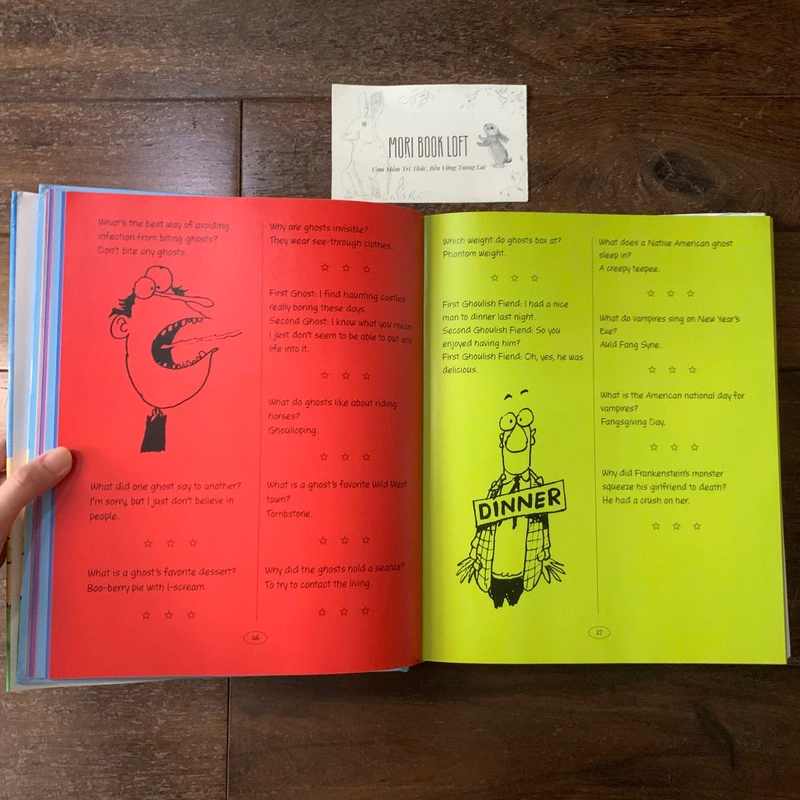 MORI BOOK LOFT
Ươm Mầm Tri Thức, Bền Vững Tương Lai
What's the best way of avoiding
infection from biting ghosts?
Don't bite any ghosts.
What did one ghost say to another?
I'm sorry, but I just don't believe in
people.
What is a ghost's favorite dessert?
Boo-berry pie with I-scream.
Why are ghosts invisible?
They wear see-through clothes.
First Ghost: I find haunting castles
really boring these days.
Second Ghost: I know what you mean.
I just don't seem to be able to put any
life into it.
What do ghosts like about riding
horses?
Ghoulloping.
What is a ghost's favorite Wild West
town?
Tombstone.
Why did the ghosts hold a seance?
To try to contact the living.
26
Which weight do ghosts box at?
Phantom weight.
First Ghoulish Fiend: I had a nice
man to dinner last night.
Second Ghoulish Fiend: So you
enjoyed having him?
First Ghoulish Fiend: Oh, yes, he was
delicious.
DINNER
What does a Native American ghost
sleep in?
A creepy teepee.
What do vampires sing on New Year's
Eve?
Auld Fang Syne.
What is the American national day for
vampires?
Fangsgiving Day.
Why did Frankenstein's monster
squeeze his girlfriend to death?
He had a crush on her.
27